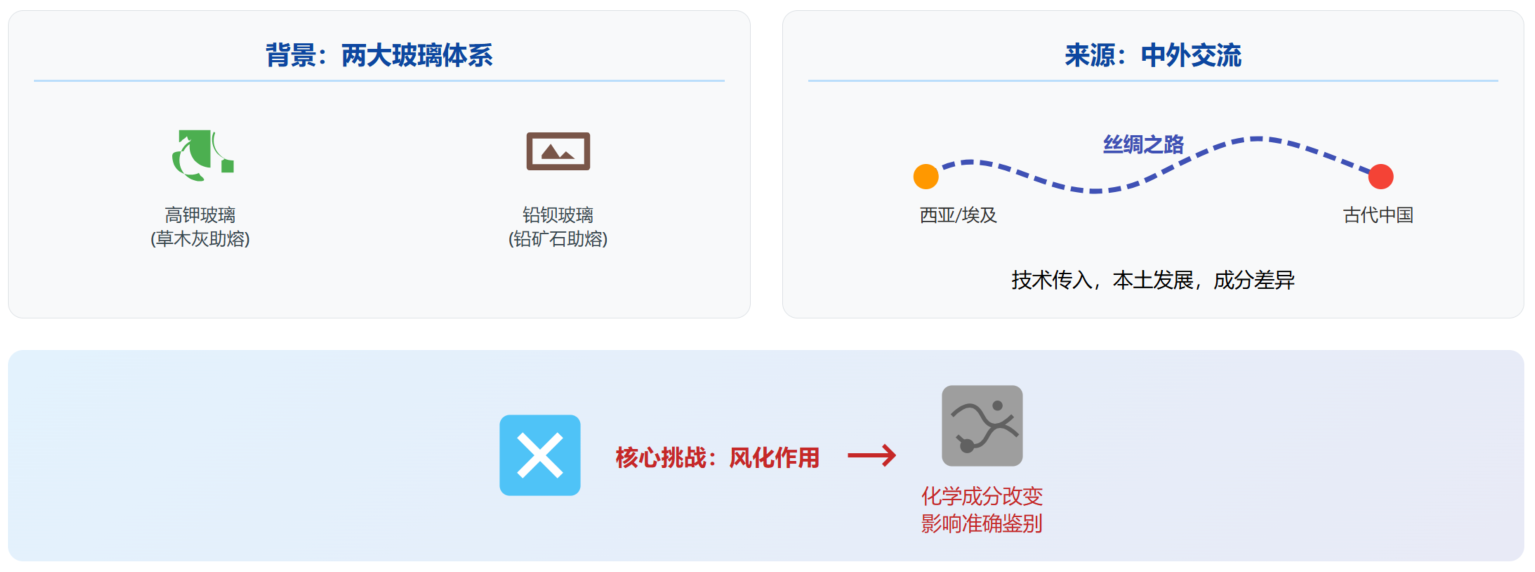 背景：两大玻璃体系
高钾玻璃
(草木灰助熔)
铅钡玻璃
(铅矿石助熔)
来源：中外交流
丝绸之路
西亚/埃及
古代中国
技术传入，本土发展，成分差异
核心挑战：风化作用
化学成分改变
影响准确鉴别